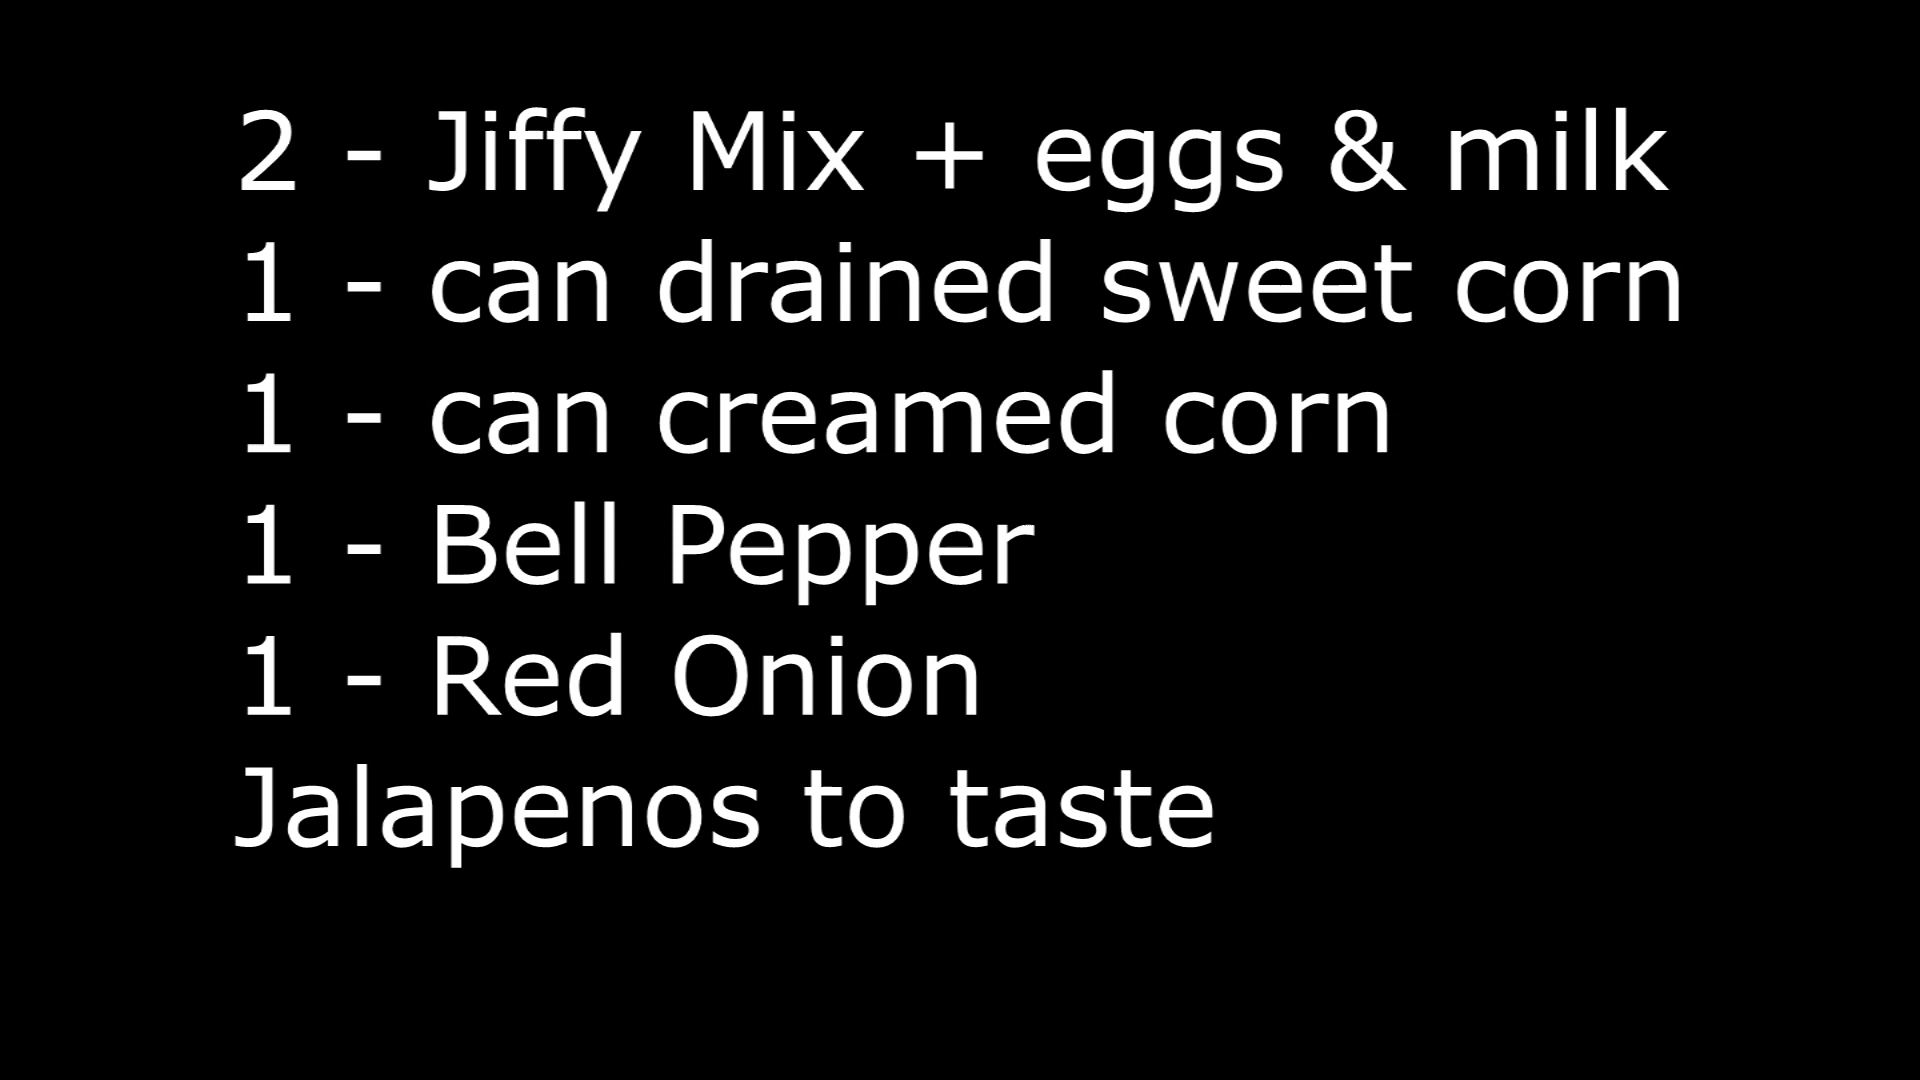 2 - Jiffy Mix + eggs & milk
1 - can drained sweet corn
1 - can creamed corn
1 - Bell Pepper
1 - Red Onion
Jalapenos to taste